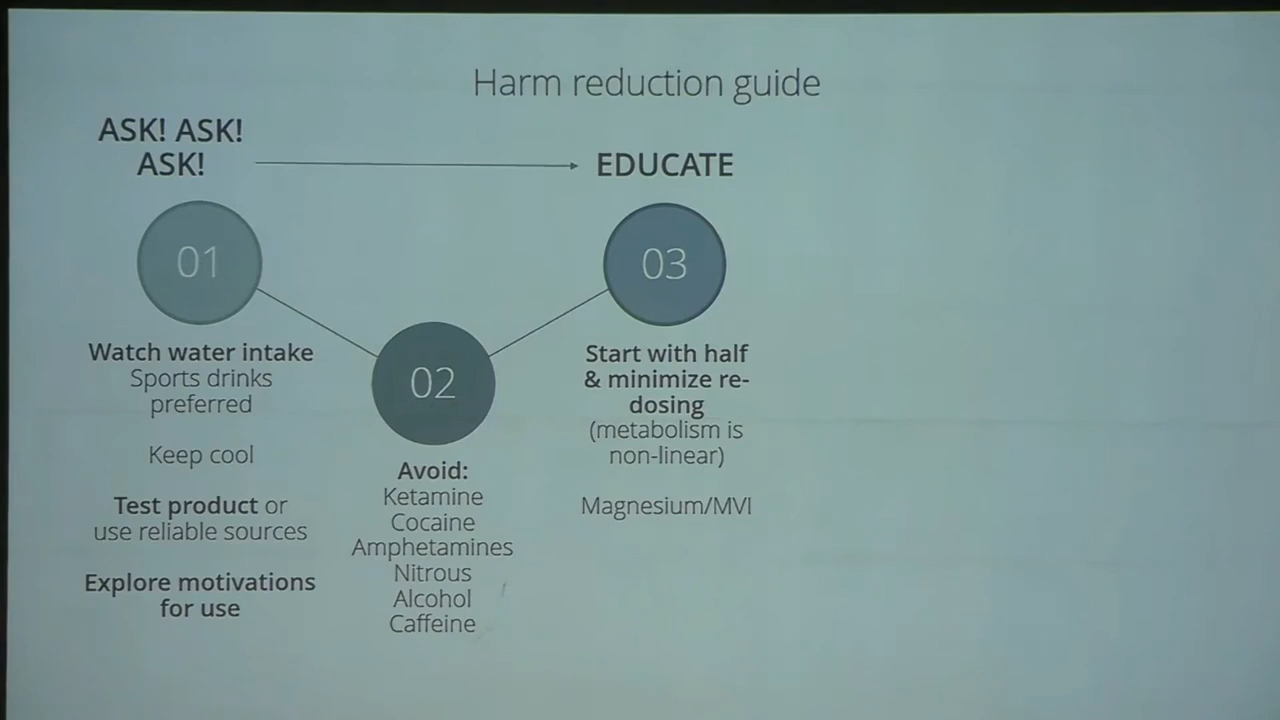 Harm reduction guide
ASK! ASK!
ASK!
EDUCATE
01
Watch water intake
Sports drinks
preferred
Keep cool
Test product or
use reliable sources
Explore motivations
for use
02
Avoid:
Ketamine
Cocaine
Amphetamines
Nitrous
Alcohol
Caffeine
03
Start with half
& minimize re-
dosing
(metabolism is
non-linear)
Magnesium/MVI